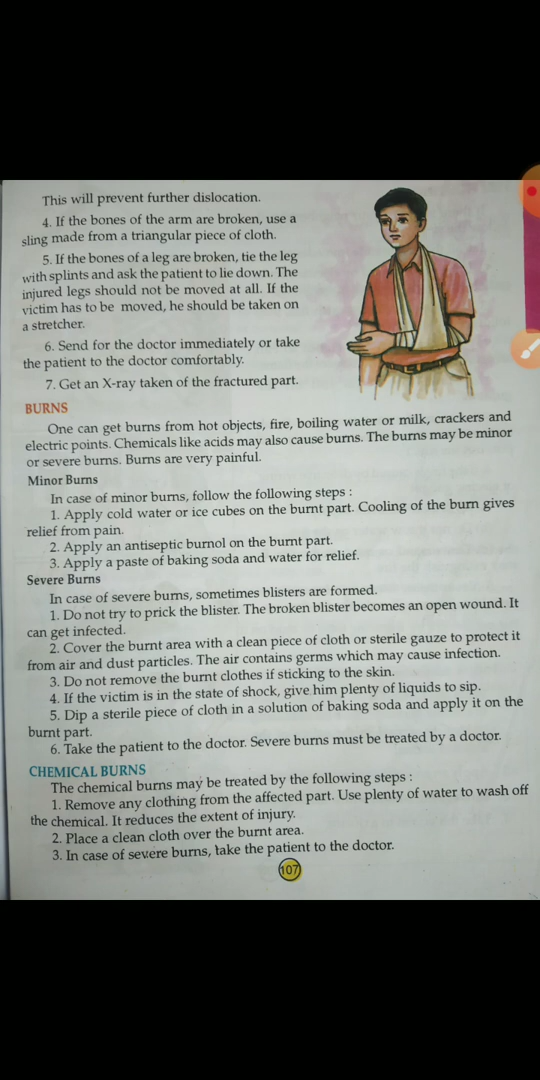 This will prevent further dislocation.
4. If the bones of the arm are broken, use a
sling made from a triangular piece of cloth.
5. If the bones of a leg are broken, tie the leg
with splints and ask the patient to lie down. The
injured legs should not be moved at all. If the
victim has to be moved, he should be taken on
a stretcher.
6. Send for the doctor immediately or take
the patient to the doctor comfortably.
7. Get an X-ray taken of the fractured part.
BURNS
One can get burns from hot objects, fire, boiling water or milk, crackers and
electric points. Chemicals like acids may also cause burns. The burns may be minor
or severe burns. Burns are very painful.
Minor Burns
In case of minor burns, follow the following steps :
1. Apply cold water or ice cubes on the burnt part. Cooling of the burn gives
relief from pain.
2. Apply an antiseptic burnol on the burnt part.
3. Apply a paste of baking soda and water for relief.
Severe Burns
In case of severe burns, sometimes blisters are formed.
1. Do not try to prick the blister. The broken blister becomes an open wound. It
can get infected.
2. Cover the burnt area with a clean piece of cloth or sterile gauze to protect it
from air and dust particles. The air contains germs which may cause infection.
3. Do not remove the burnt clothes if sticking to the skin.
4. If the victim is in the state of shock, give him plenty of liquids to sip.
5. Dip a sterile piece of cloth in a solution of baking soda and apply it on the
burnt part.
6. Take the patient to the doctor. Severe burns must be treated by a doctor.
CHEMICAL BURNS
The chemical burns may be treated by the following steps :
1. Remove any clothing from the affected part. Use plenty of water to wash off
the chemical. It reduces the extent of injury.
2. Place a clean cloth over the burnt area.
3. In case of severe burns, take the patient to the doctor.
107